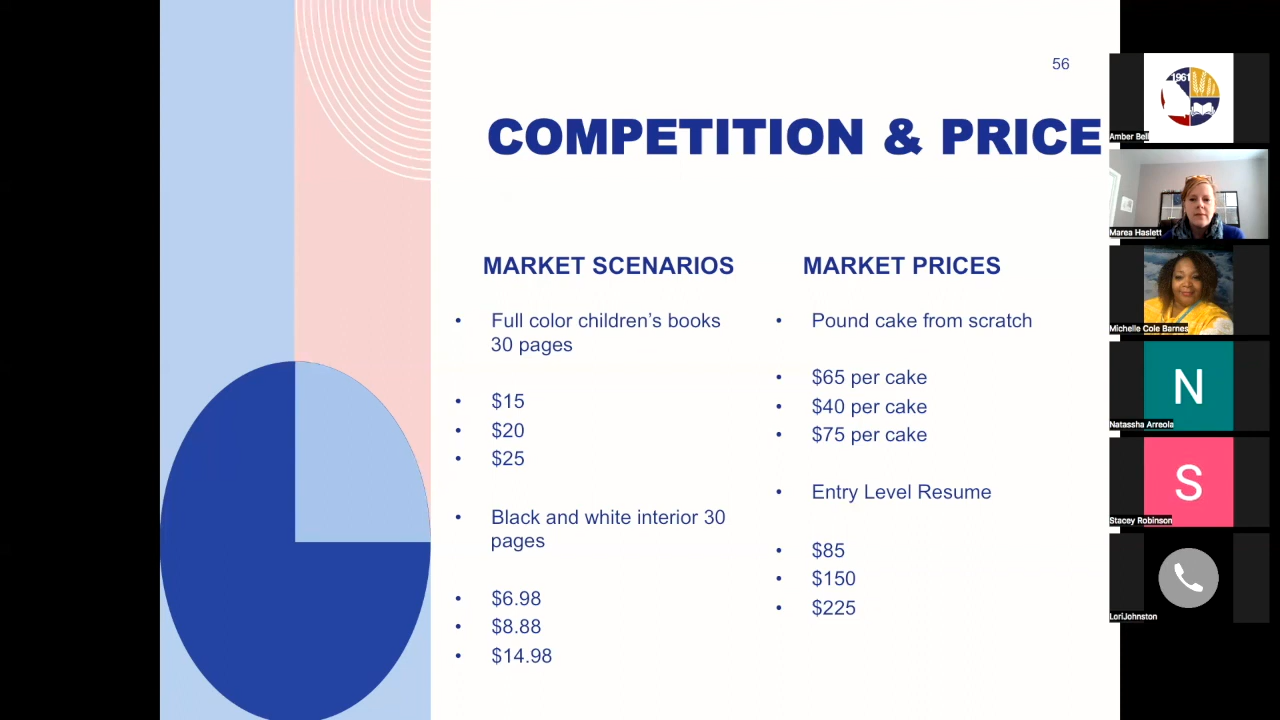 56
COMPETITION & PRICE
MARKET SCENARIOS
• Full color children’s books
30 pages
• $15
• $20
• $25
• Black and white interior 30
pages
• $6.98
• $8.88
• $14.98
MARKET PRICES
• Pound cake from scratch
• $65 per cake
• $40 per cake
• $75 per cake
• Entry Level Resume
• $85
• $150
• $225
1961
Amber Bell
Marea Haslett
Michelle Cole Barnes
N
Natassha Arreola
S
Stacey Robinson
LoriJohnston